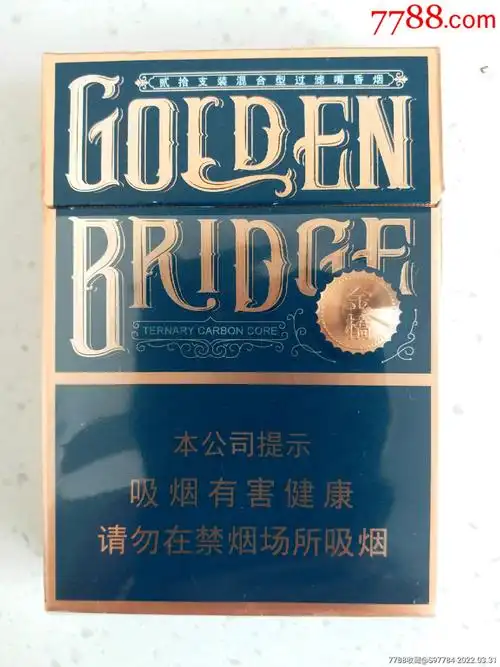 7788.com
贰拾支装混合型过滤嘴香烟
GOLDEN
BRIDGE
金桥
TERNARY CARBON CORE
本公司提示
吸烟有害健康
请勿在禁烟场所吸烟
7788收藏@S97784 2022.03.31